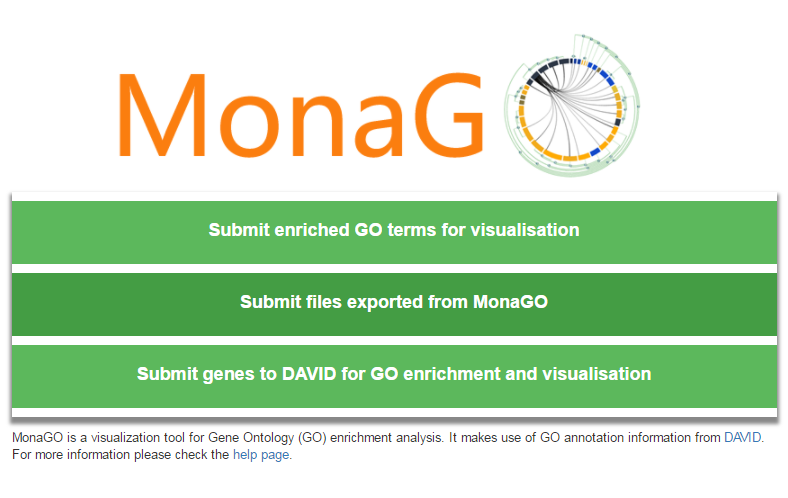 MonaG
Submit enriched GO terms for visualisation
Submit files exported from MonaGO
Submit genes to DAVID for GO enrichment and visualisation
MonaGO is a visualization tool for Gene Ontology (GO) enrichment analysis. It makes use of GO annotation information from DAVID.
For more information please check the help page.